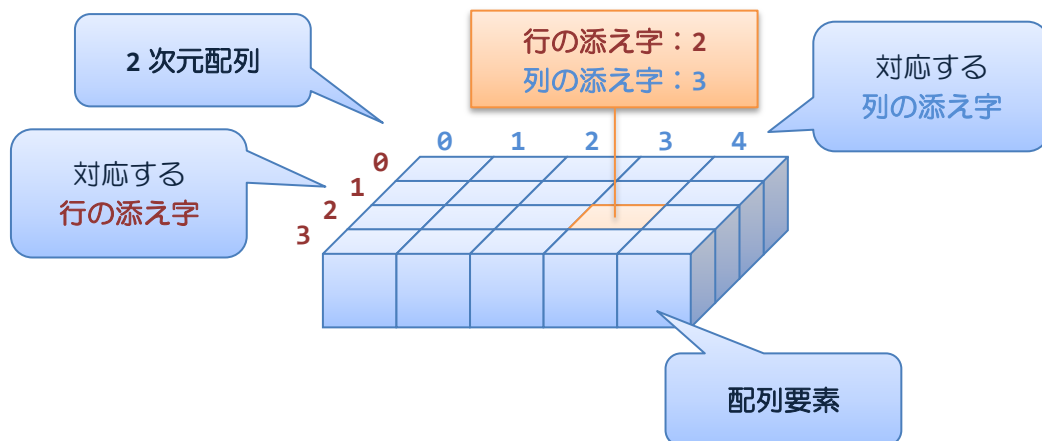 2 次元配列
行の添え字：2
列の添え字：3
対応する
列の添え字
対応する
行の添え字
0 1 2 3 4
0
1
2
3
配列要素